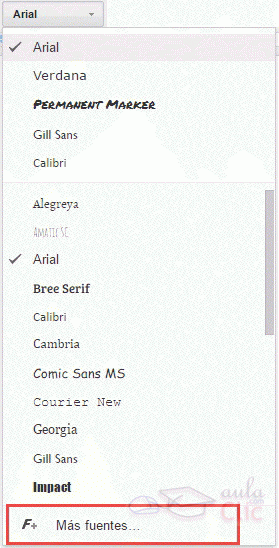 Arial
Arial
Verdana
Permanent Marker
Gill Sans
Calibri
Alegreya
Amatic SC
Arial
Bree Serif
Calibri
Cambria
Comic Sans MS
Courier New
Georgia
Gill Sans
Impact
aula
CLIC
F+ Más fuentes...